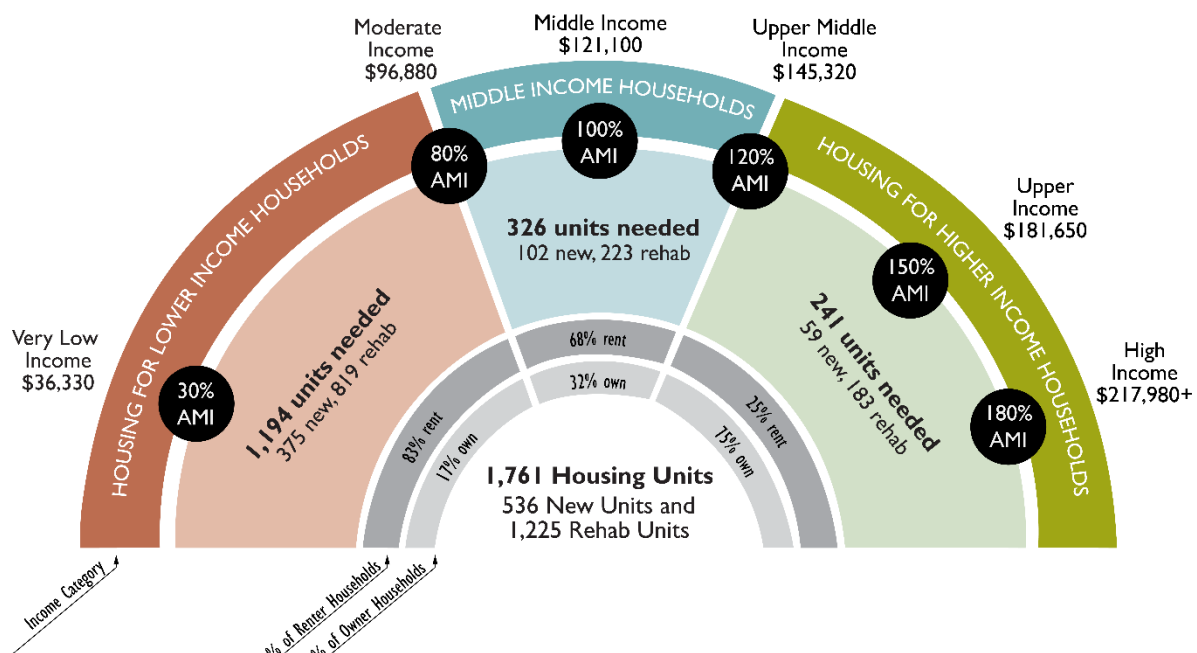 Moderate
Income
$96,880
Middle Income
$121,100
Upper Middle
Income
$145,320
MIDDLE INCOME HOUSEHOLDS
HOUSING FOR LOWER INCOME HOUSEHOLDS
HOUSING FOR HIGHER INCOME HOUSEHOLDS
80%
AMI
100%
AMI
120%
AMI
Upper
Income
$181,650
326 units needed
102 new, 223 rehab
150%
AMI
Very Low
Income
$36,330
30%
AMI
1,194 units needed
375 new, 819 rehab
241 units needed
59 new, 183 rehab
High
Income
$217,980+
180%
AMI
68% rent
32% own
83% rent
17% own
25% rent
75% own
1,761 Housing Units
536 New Units and
1,225 Rehab Units
Income Category
% of Renter Households
% of Owner Households